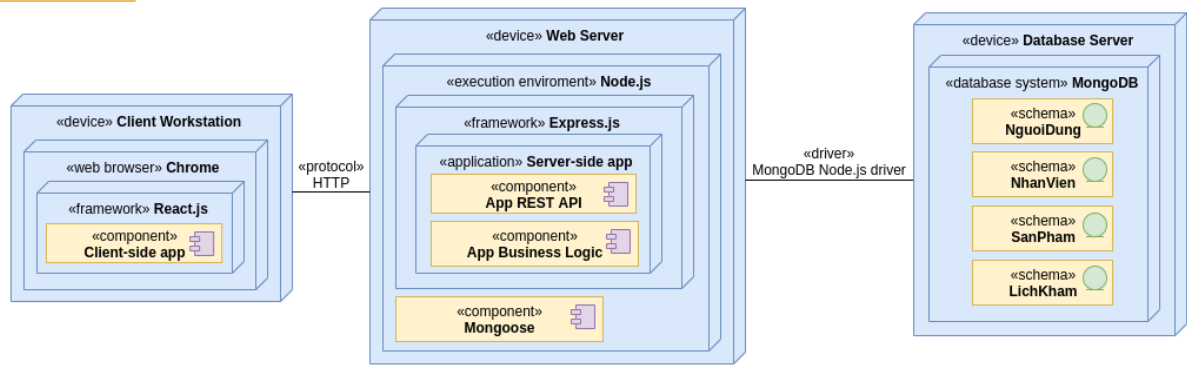 «device» Client Workstation
«web browser» Chrome
«framework» React.js
«component»
Client-side app
«protocol»
HTTP
«device» Web Server
«execution enviroment» Node.js
«framework» Express.js
«application» Server-side app
«component»
App REST API
«component»
App Business Logic
«component»
Mongoose
«driver»
MongoDB Node.js driver
«device» Database Server
«database system» MongoDB
«schema»
NguoiDung
«schema»
NhanVien
«schema»
SanPham
«schema»
LichKham